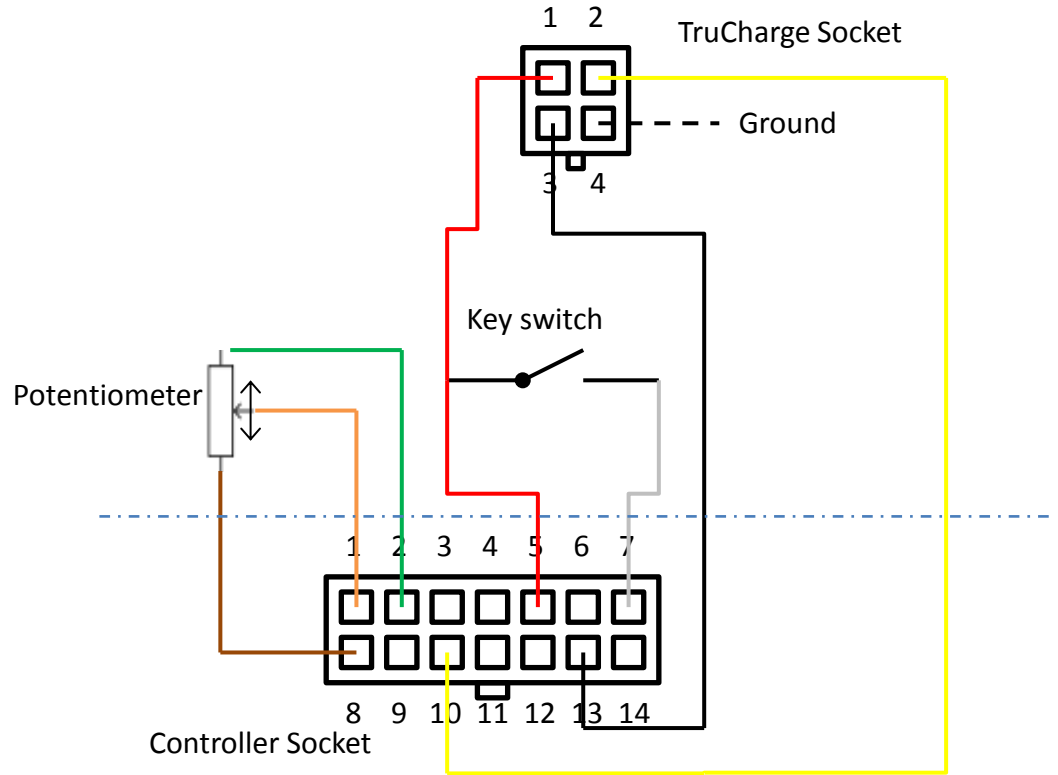 1 2
TruCharge Socket
Ground
3 4
Key switch
Potentiometer
1 2 3 4 5 6 7
8 9 10 11 12 13 14
Controller Socket